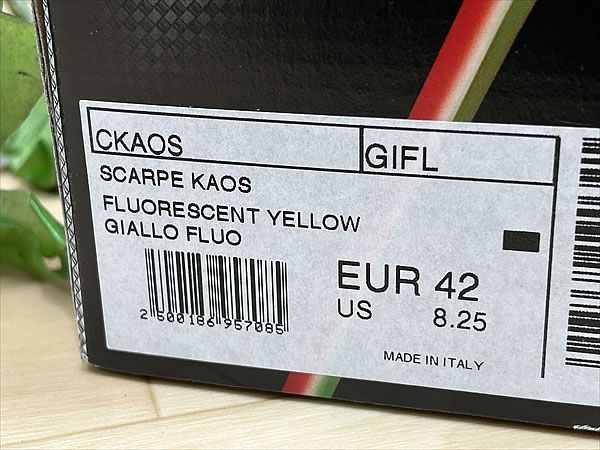 CKAOS GIFL
SCARPE KAOS
FLUORESCENT YELLOW
GIALLO FLUO
EUR 42
US 8.25
2 500186 957085
MADE IN ITALY